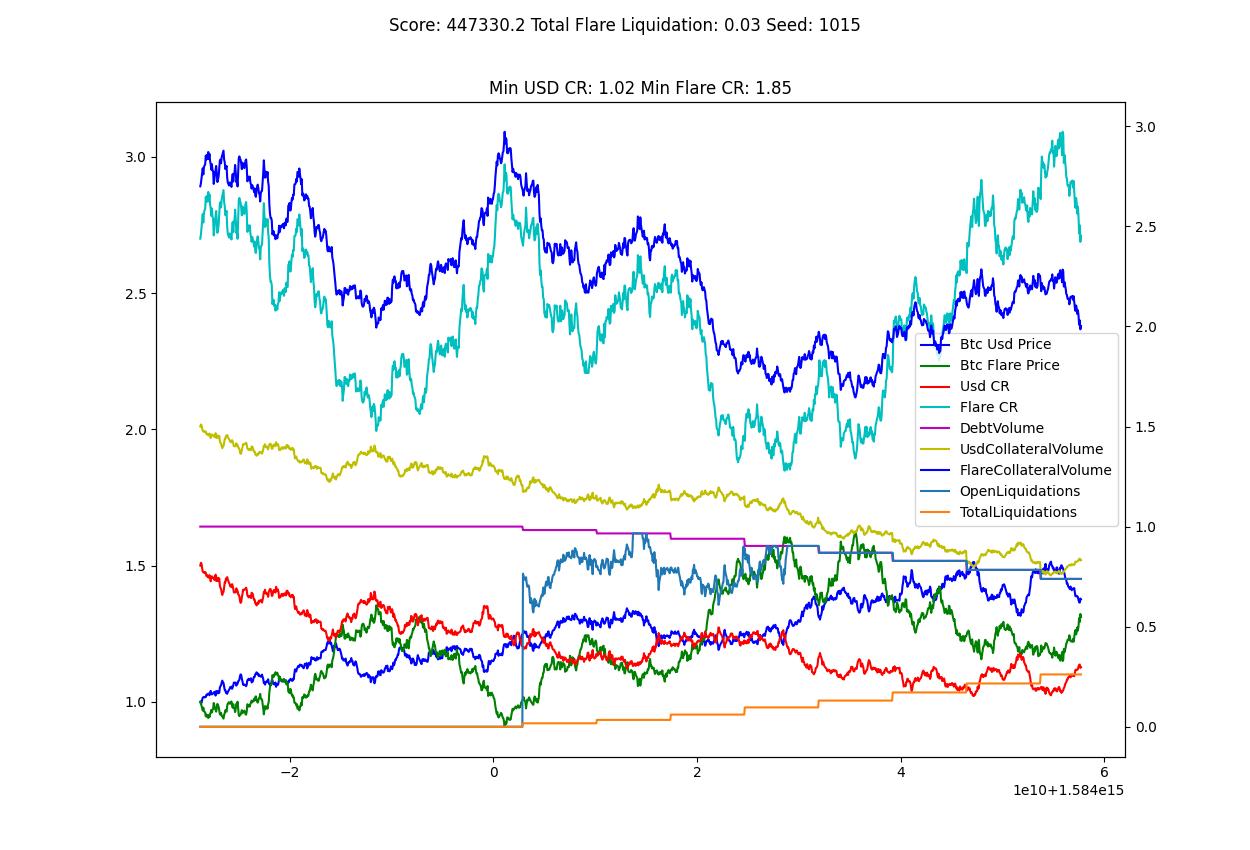 Score: 447330.2 Total Flare Liquidation: 0.03 Seed: 1015
Min USD CR: 1.02 Min Flare CR: 1.85
3.0
2.5
2.0
1.5
1.0
3.0
2.5
2.0
1.5
1.0
0.5
0.0
Btc Usd Price
Btc Flare Price
Usd CR
Flare CR
DebtVolume
UsdCollateralVolume
FlareCollateralVolume
OpenLiquidations
TotalLiquidations
−2 0 2 4 6
1e10+1.584e15